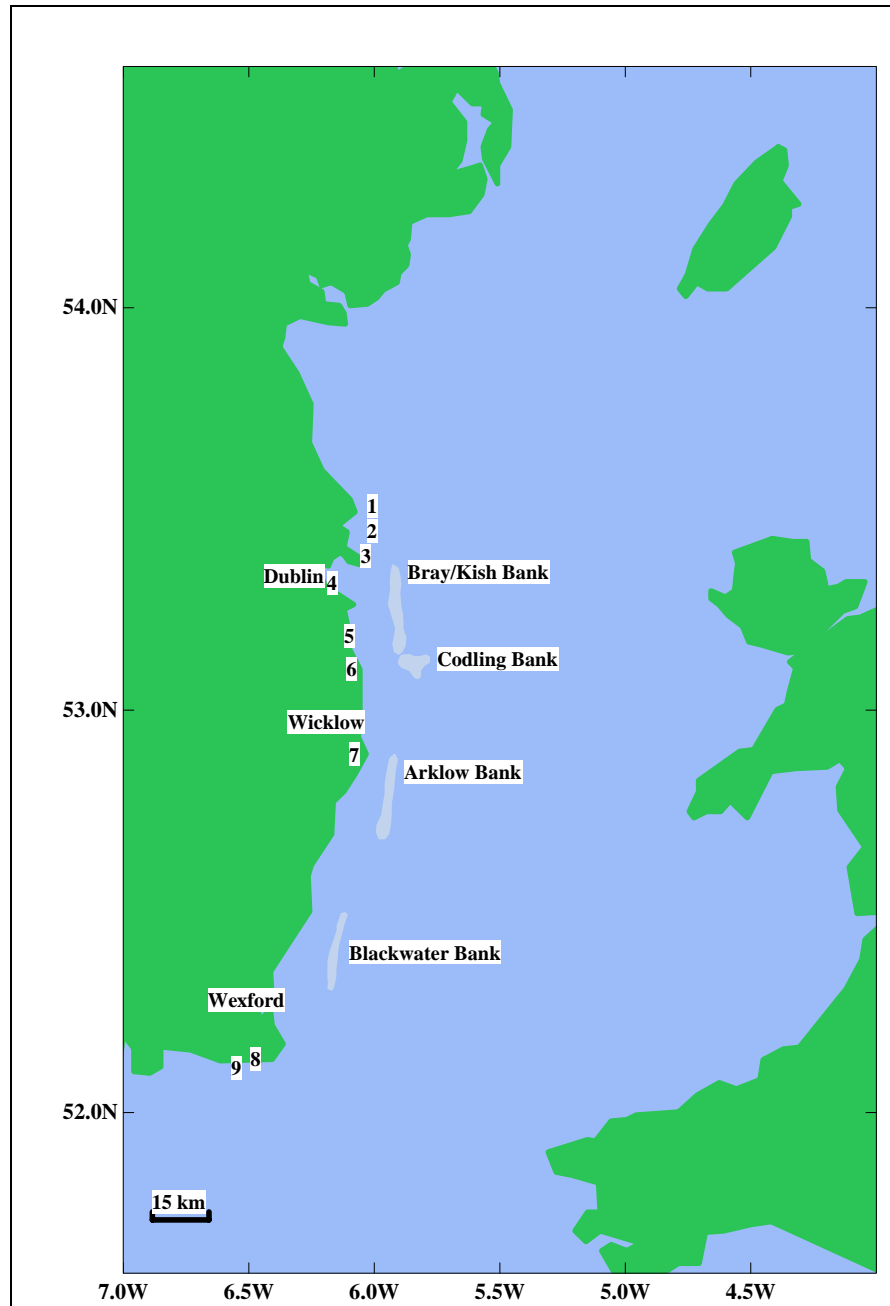 54.0N
1
2
3
Bray/Kish Bank
Dublin
4
5
Codling Bank
6
53.0N
Wicklow
7
Arklow Bank
Blackwater Bank
Wexford
8
9
52.0N
15 km
7.0W 6.5W 6.0W 5.5W 5.0W 4.5W